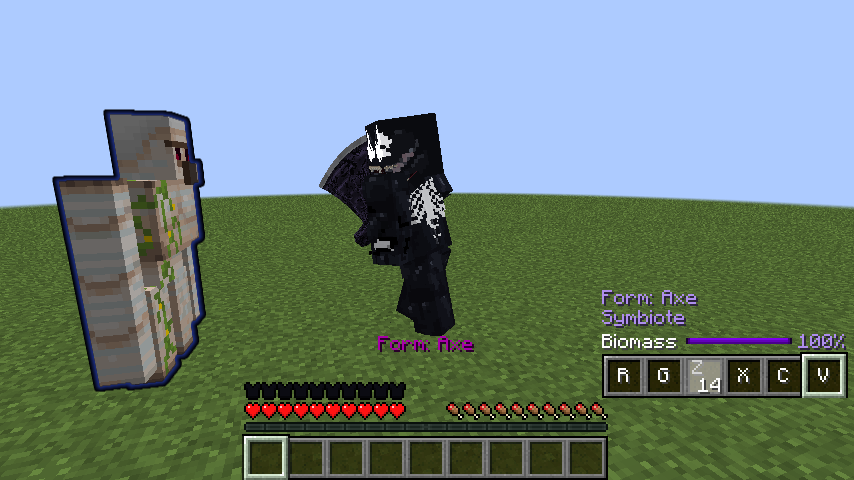 Form: Axe
Symbiote
Form: Axe
Biomass 100%
R G Z 14 X C V